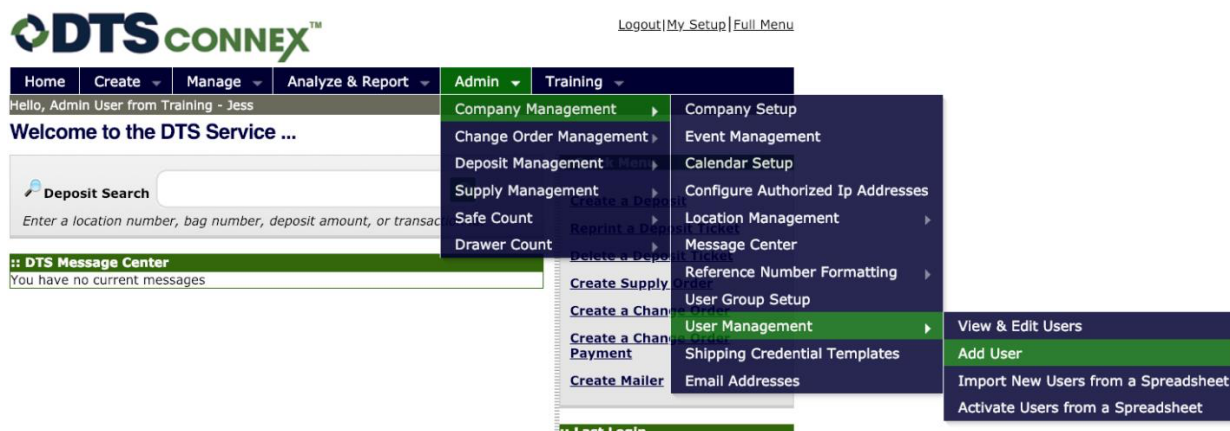 DTS CONNEX™
Logout|My Setup|Full Menu
Home Create Manage Analyze & Report Admin Training
Hello, Admin User from Training - Jess
Welcome to the DTS Service ...
Deposit Search
Enter a location number, bag number, deposit amount, or transac
:: DTS Message Center
You have no current messages
Company Management
Change Order Management
Deposit Management
Supply Management
Safe Count
Drawer Count
Company Setup
Event Management
Calendar Setup
Configure Authorized Ip Addresses
Location Management
Message Center
Reference Number Formatting
User Group Setup
User Management
Shipping Credential Templates
Email Addresses
View & Edit Users
Add User
Import New Users from a Spreadsheet
Activate Users from a Spreadsheet
Menu
Create a Deposit
Reprint a Deposit Ticket
Delete a Deposit Ticket
Create Supply Order
Create a Change Order
Create a Change Order
Payment
Create Mailer
:: Last Login